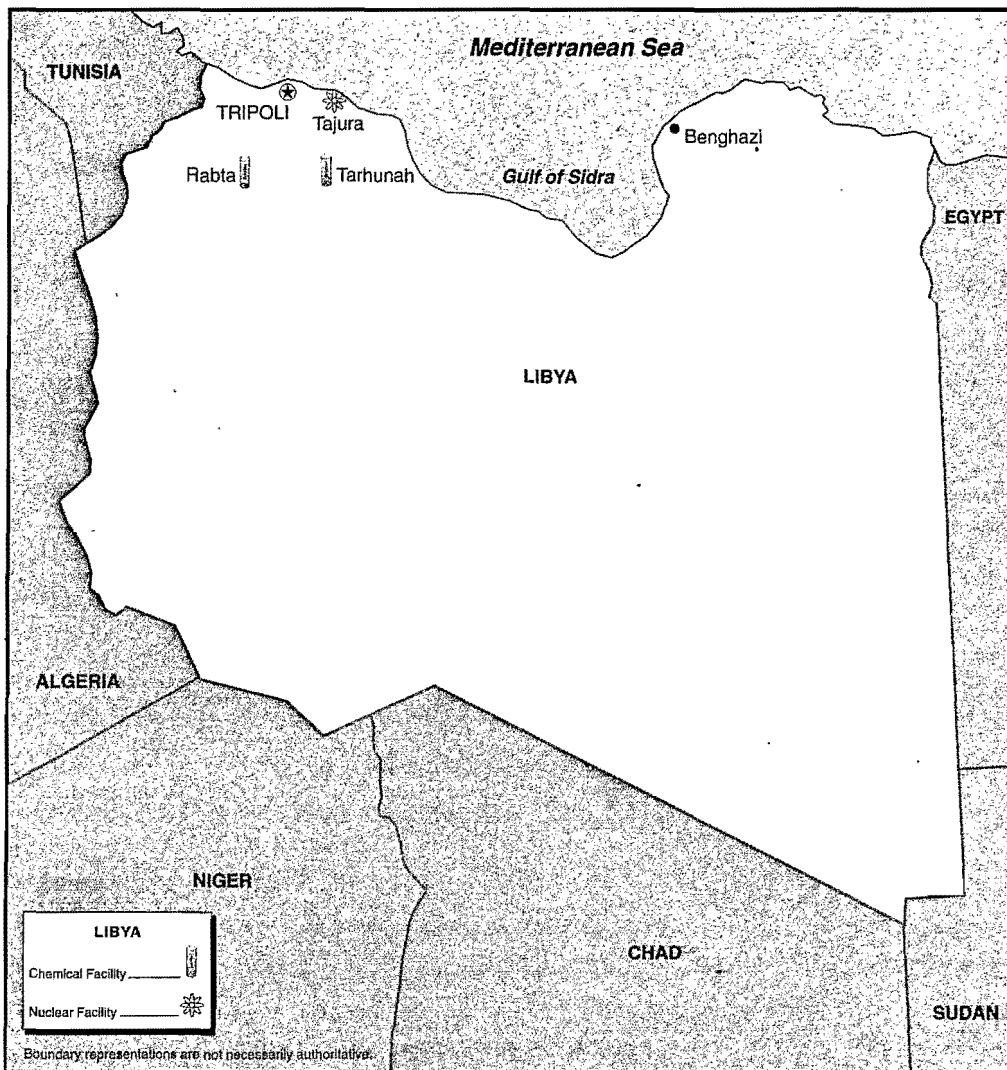 Mediterranean Sea
TUNISIA
TRIPOLI
Tajura
Benghazi
Rabta
Tarhunah
Gulf of Sidra
EGYPT
LIBYA
ALGERIA
NIGER
CHAD
SUDAN
LIBYA
Chemical Facility
Nuclear Facility
Boundary representations are not necessarily authoritative.